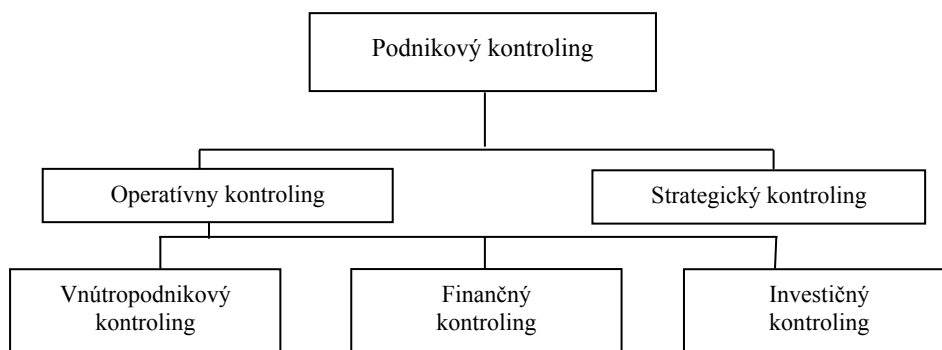 Podnikový kontroling
Operatívny kontroling
Strategický kontroling
Vnútropodnikový
kontroling
Finančný
kontroling
Investičný
kontroling